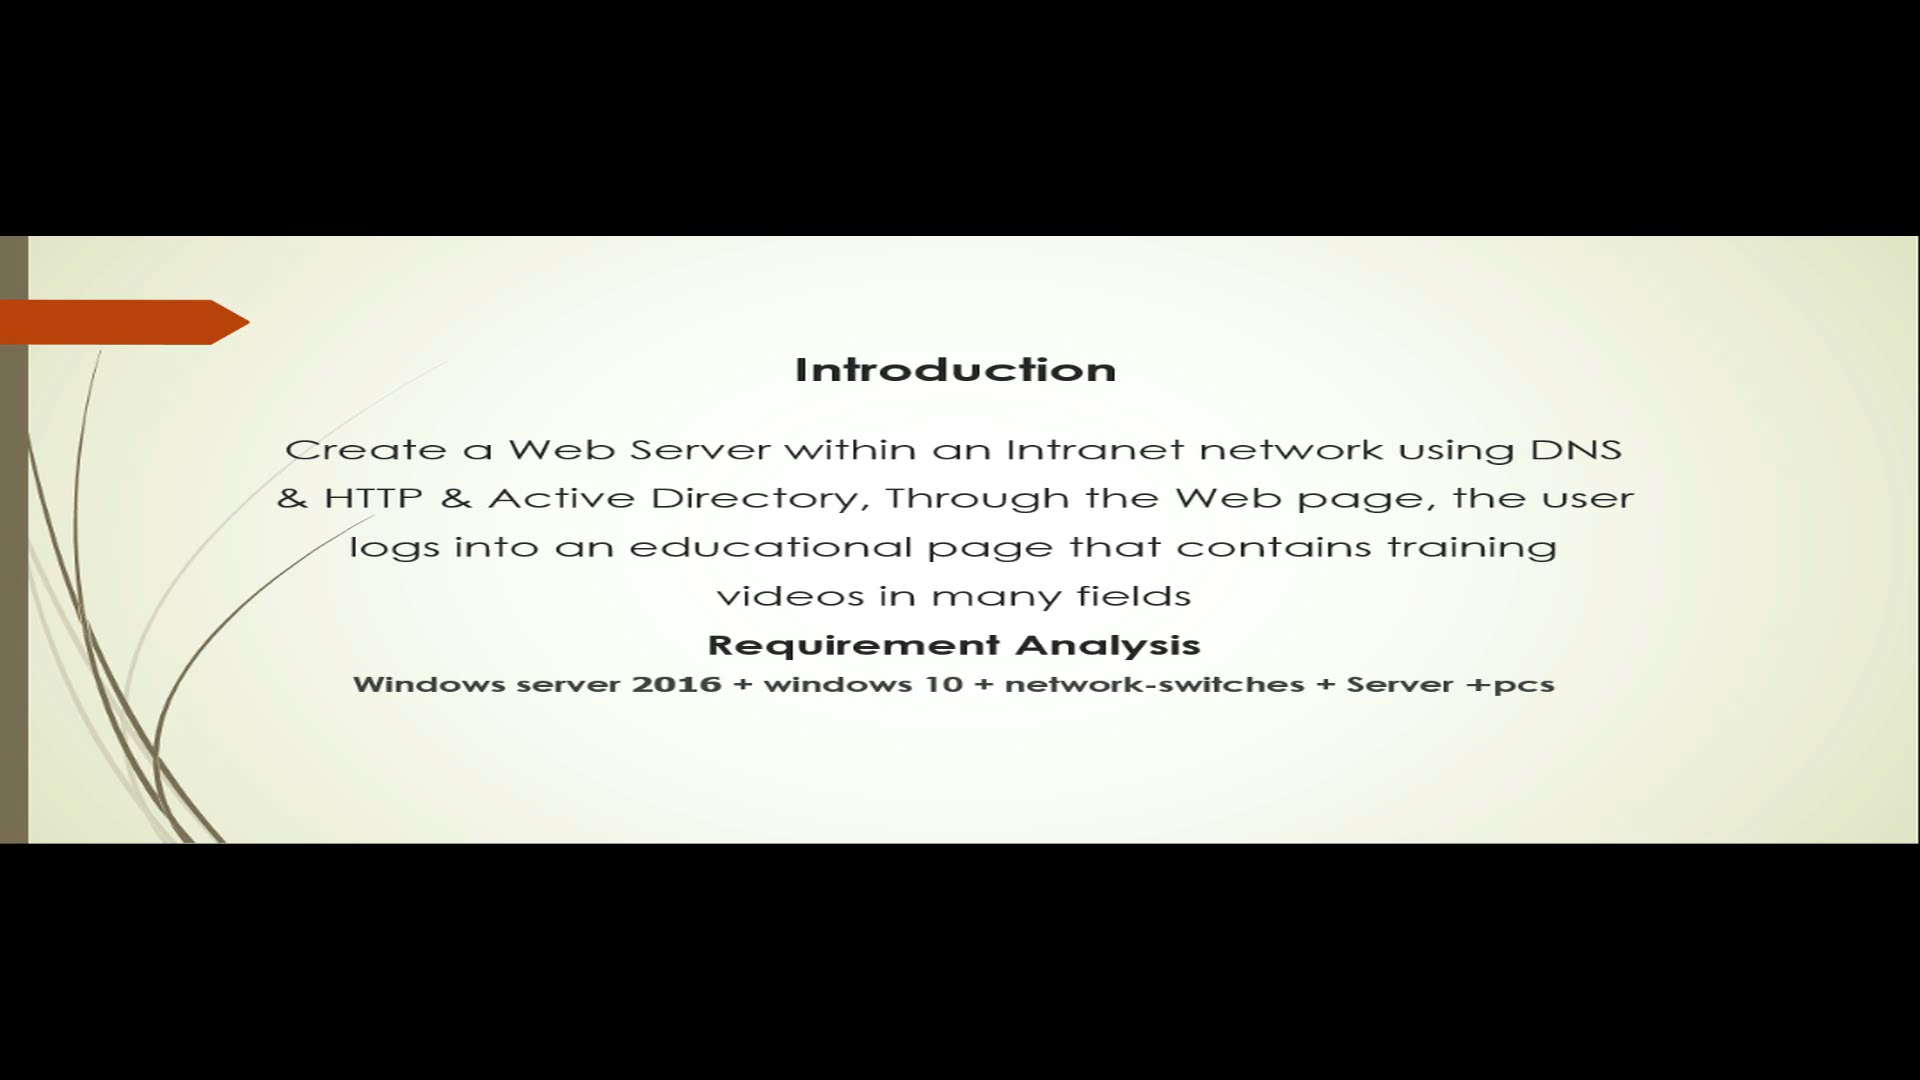 Introduction
Create a Web Server within an Intranet network using DNS
& HTTP & Active Directory, Through the Web page, the user
logs into an educational page that contains training
videos in many fields
Requirement Analysis
Windows server 2016 + windows 10 + network-switches + Server +pcs